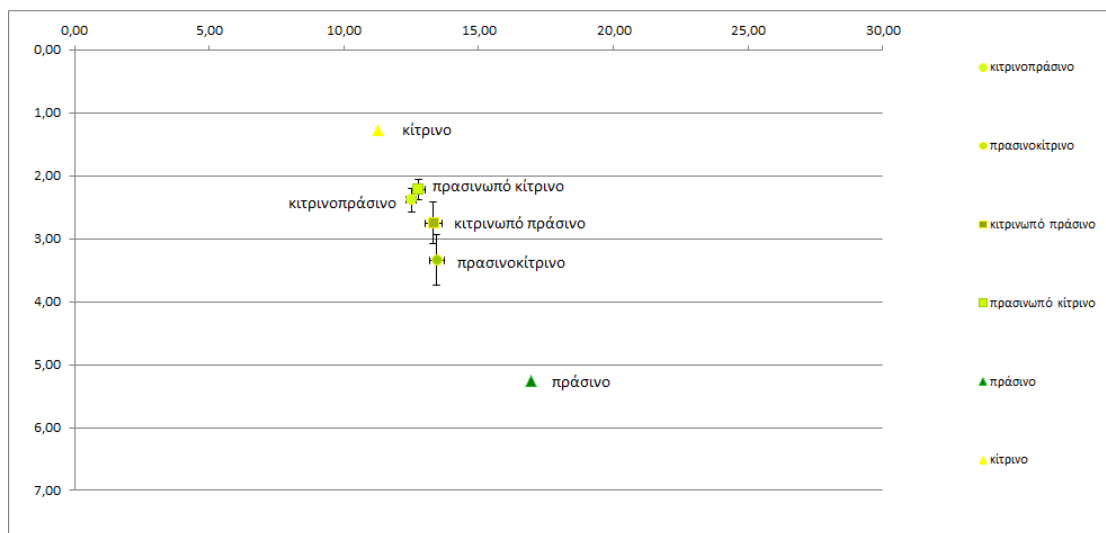 0,00 5,00 10,00 15,00 20,00 25,00 30,00
0,00
1,00
2,00
3,00
4,00
5,00
6,00
7,00
κίτρινο
πρασινωπό κίτρινο
κιτρινοπράσινο
κιτρινωπό πράσινο
πρασινοκίτρινο
πράσινο
κιτρινοπράσινο
πρασινοκίτρινο
κιτρινωπό πράσινο
πρασινωπό κίτρινο
πράσινο
κίτρινο